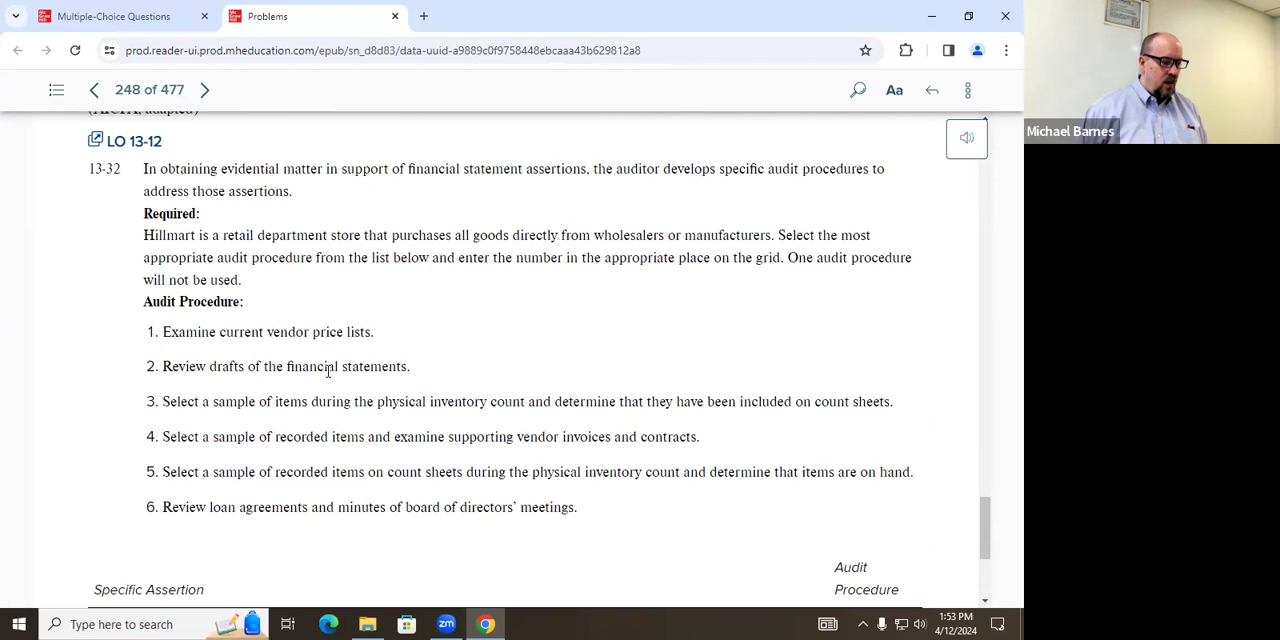 Multiple-Choice Questions
Problems
prod.reader-ui.prod.mheducation.com/epub/sn_d8d83/data-uuid-a9889c0f9758448ebcaaa43b629812a8
248 of 477
Aa
(AICPA, adapted)
LO 13-12
13-32 In obtaining evidential matter in support of financial statement assertions, the auditor develops specific audit procedures to
address those assertions.
Required:
Hillmart is a retail department store that purchases all goods directly from wholesalers or manufacturers. Select the most
appropriate audit procedure from the list below and enter the number in the appropriate place on the grid. One audit procedure
will not be used.
Audit Procedure:
1. Examine current vendor price lists.
2. Review drafts of the financial statements.
3. Select a sample of items during the physical inventory count and determine that they have been included on count sheets.
4. Select a sample of recorded items and examine supporting vendor invoices and contracts.
5. Select a sample of recorded items on count sheets during the physical inventory count and determine that items are on hand.
6. Review loan agreements and minutes of board of directors’ meetings.
Audit
Specific Assertion Procedure
Michael Barnes
Type here to search
zm
1:53 PM
4/12/2024